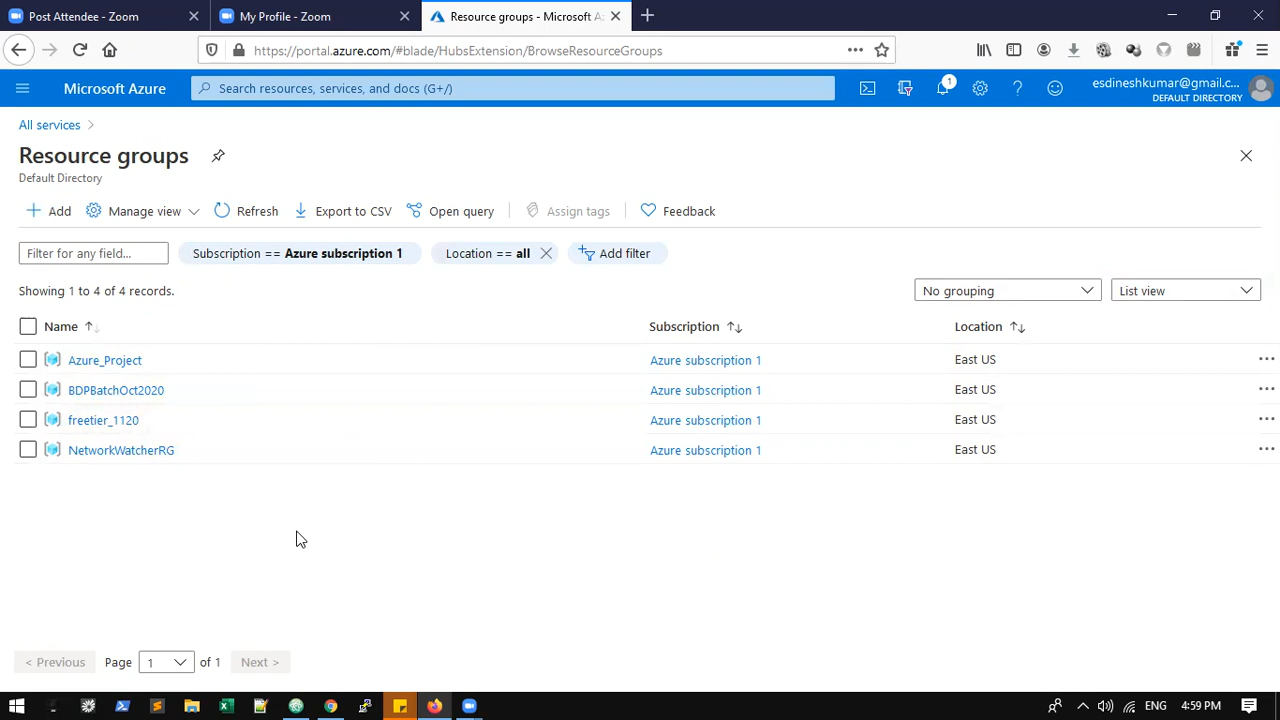 Post Attendee - Zoom
My Profile - Zoom
Resource groups - Microsoft A
https://portal.azure.com/#blade/HubsExtension/BrowseResourceGroups
Microsoft Azure
Search resources, services, and docs (G+/)
1
esdineshkumar@gmail.c...
DEFAULT DIRECTORY
All services
Resource groups
Default Directory
Add
Manage view
Refresh
Export to CSV
Open query
Assign tags
Feedback
Filter for any field...
Subscription == Azure subscription 1
Location == all
Add filter
Showing 1 to 4 of 4 records.
No grouping
List view
Name Subscription Location
Azure_Project Azure subscription 1 East US
BDPBatchOct2020 Azure subscription 1 East US
freetier_1120 Azure subscription 1 East US
NetworkWatcherRG Azure subscription 1 East US
< Previous Page 1 of 1 Next >
ENG 4:59 PM